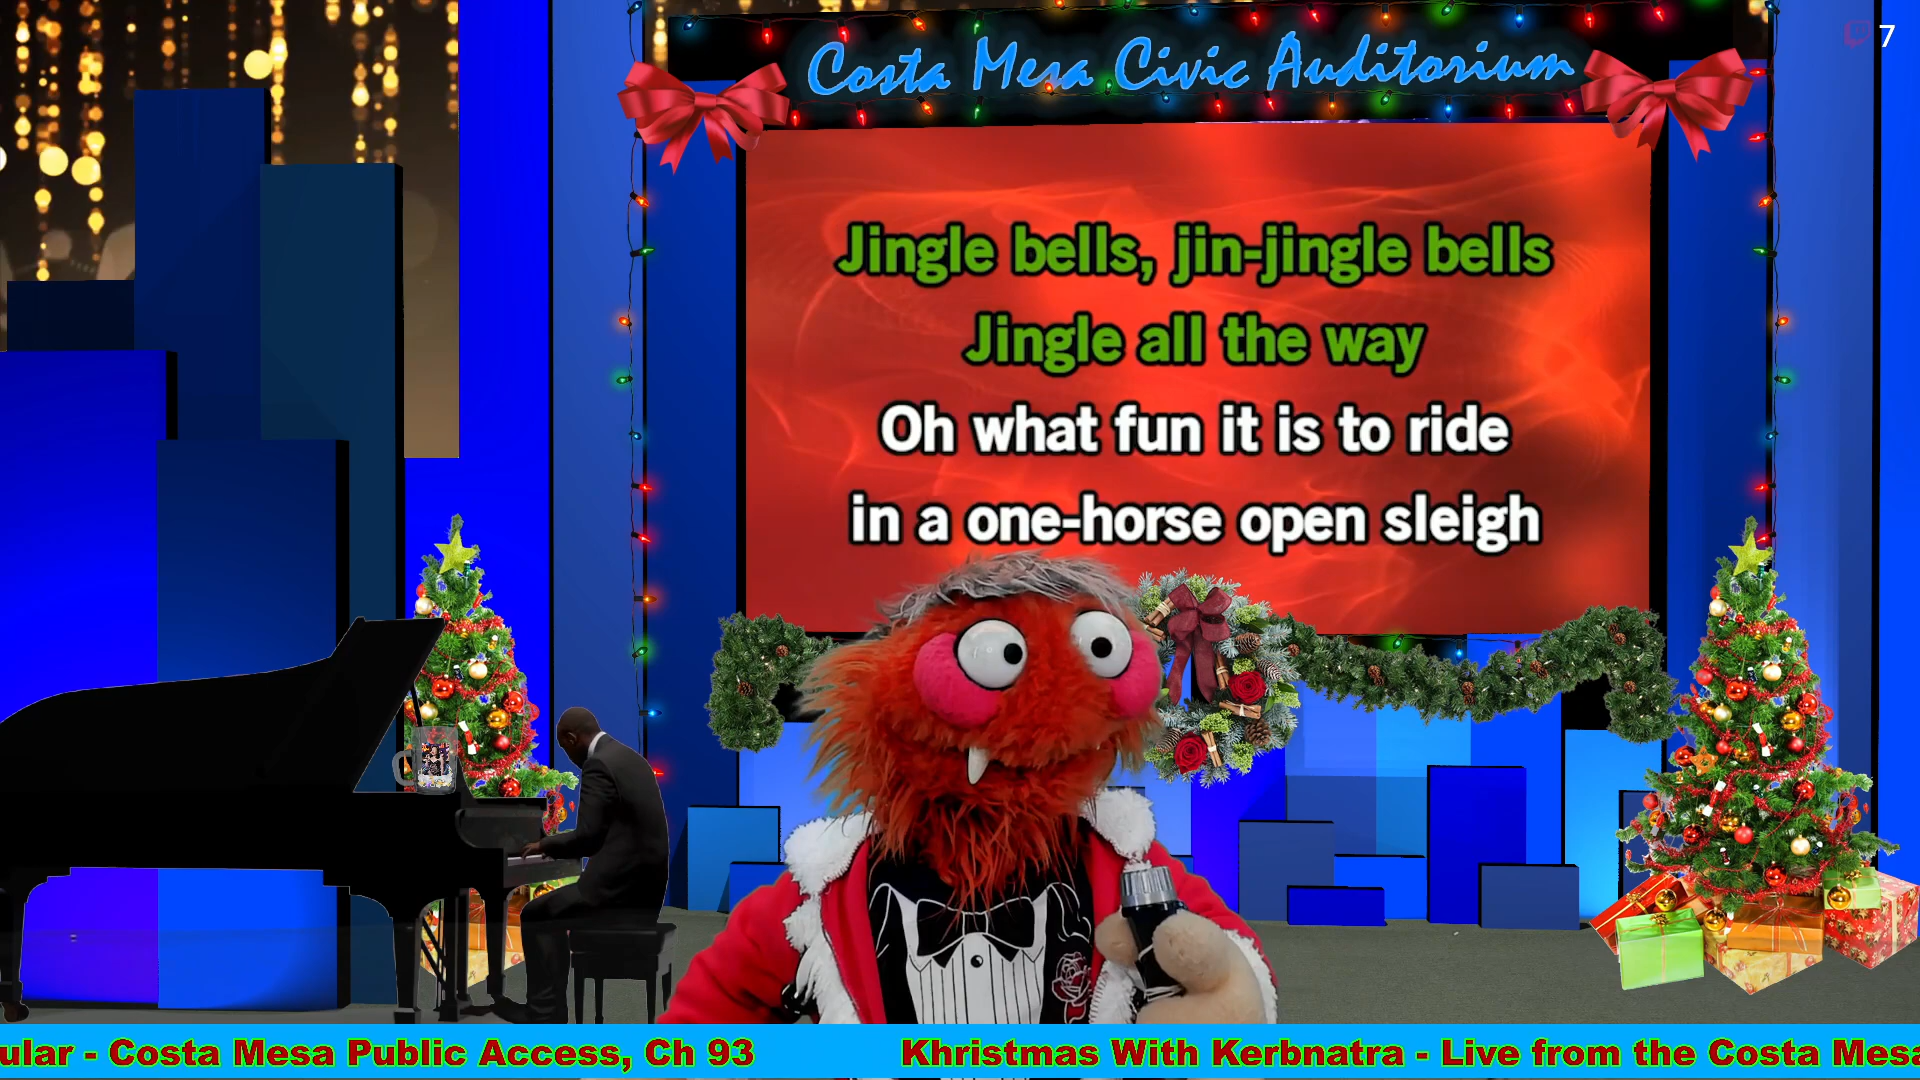 7
Costa Mesa Civic Auditorium
Jingle bells, jin-jingle bells
Jingle all the way
Oh what fun it is to ride
in a one-horse open sleigh
ular - Costa Mesa Public Access, Ch 93 Khristmas With Kerbnatra - Live from the Costa Mesa